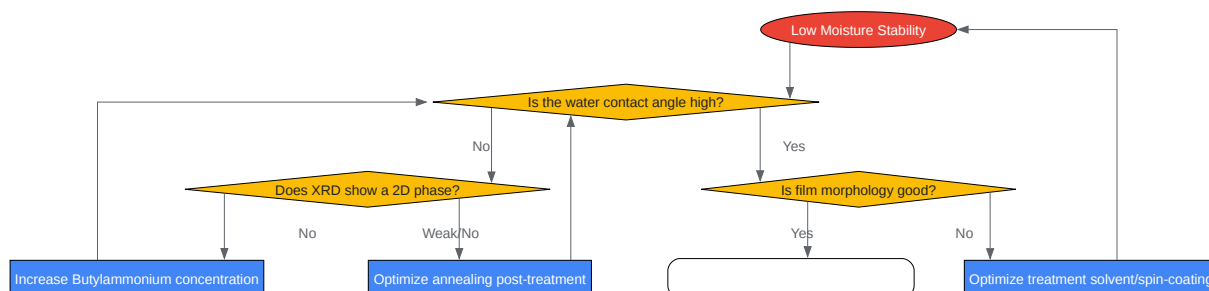 Low Moisture Stability
Is the water contact angle high?
No
Yes
Does XRD show a 2D phase?
Is film morphology good?
No
Weak/No
Yes
No
Increase Butylammonium concentration
Optimize annealing post-treatment
Optimize treatment solvent/spin-coating